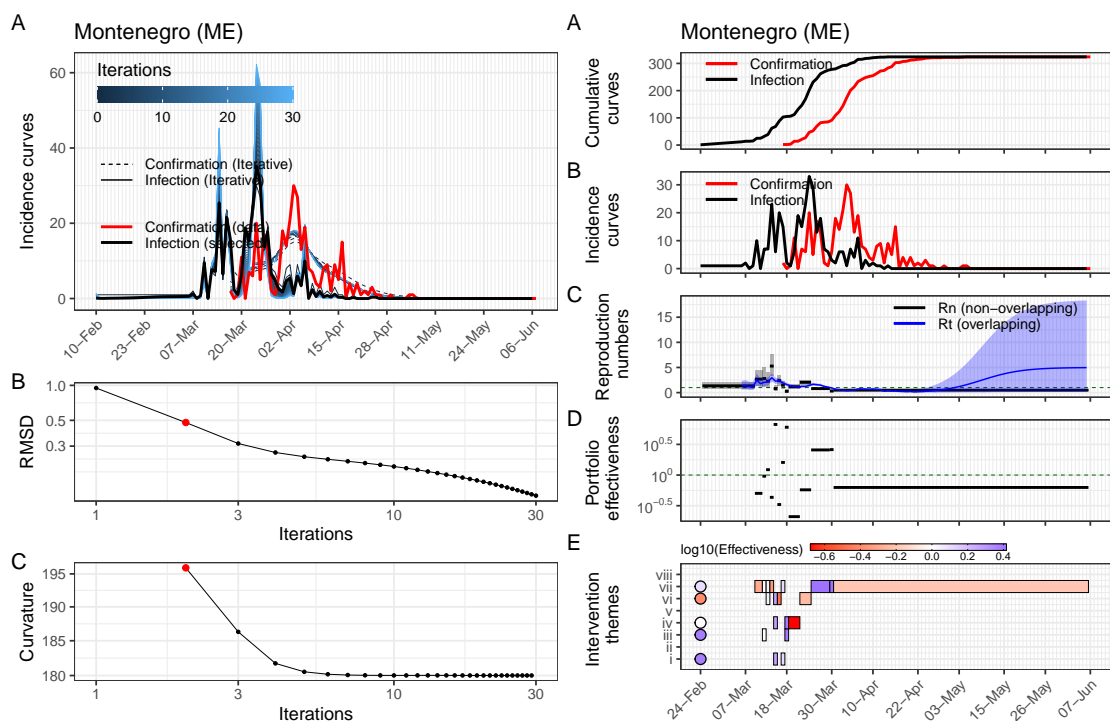 A
Montenegro (ME)
Iterations
0
10
20
30
Confirmation (Iterative)
Infection (Iterative)
Confirmation (data)
Infection (selected)
Incidence curves
60
40
20
0
10−Feb
23−Feb
07−Mar
20−Mar
02−Apr
15−Apr
28−Apr
11−May
24−May
06−Jun
B
RMSD
1.0
0.5
0.3
1
3
10
30
Iterations
C
Curvature
195
190
185
180
1
3
10
30
Iterations
A
Montenegro (ME)
Cumulative
curves
300
200
100
0
Confirmation
Infection
B
Incidence
curves
30
20
10
0
Confirmation
Infection
C
Reproduction
numbers
15
10
5
0
Rn (non−overlapping)
Rt (overlapping)
D
Portfolio
effectiveness
10^0.5
10^0
10^−0.5
E
log10(Effectiveness)
−0.6
−0.4
−0.2
0.0
0.2
0.4
Intervention
themes
viii
vii
vi
v
iv
iii
ii
i
24−Feb
07−Mar
18−Mar
30−Mar
10−Apr
22−Apr
03−May
15−May
26−May
07−Jun